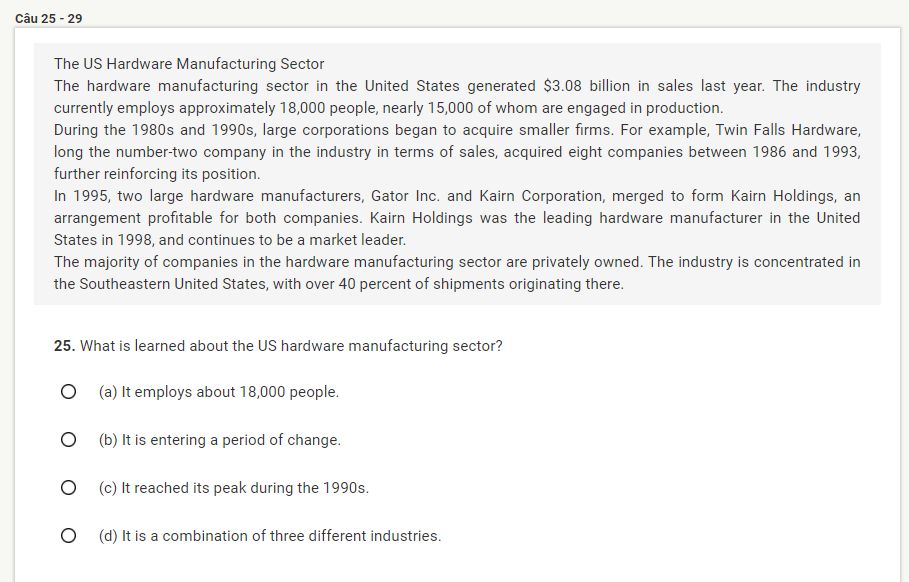 Câu 25 - 29
The US Hardware Manufacturing Sector
The hardware manufacturing sector in the United States generated $3.08 billion in sales last year. The industry
currently employs approximately 18,000 people, nearly 15,000 of whom are engaged in production.
During the 1980s and 1990s, large corporations began to acquire smaller firms. For example, Twin Falls Hardware,
long the number-two company in the industry in terms of sales, acquired eight companies between 1986 and 1993,
further reinforcing its position.
In 1995, two large hardware manufacturers, Gator Inc. and Kairn Corporation, merged to form Kairn Holdings, an
arrangement profitable for both companies. Kairn Holdings was the leading hardware manufacturer in the United
States in 1998, and continues to be a market leader.
The majority of companies in the hardware manufacturing sector are privately owned. The industry is concentrated in
the Southeastern United States, with over 40 percent of shipments originating there.
25. What is learned about the US hardware manufacturing sector?
(a) It employs about 18,000 people.
(b) It is entering a period of change.
(c) It reached its peak during the 1990s.
(d) It is a combination of three different industries.